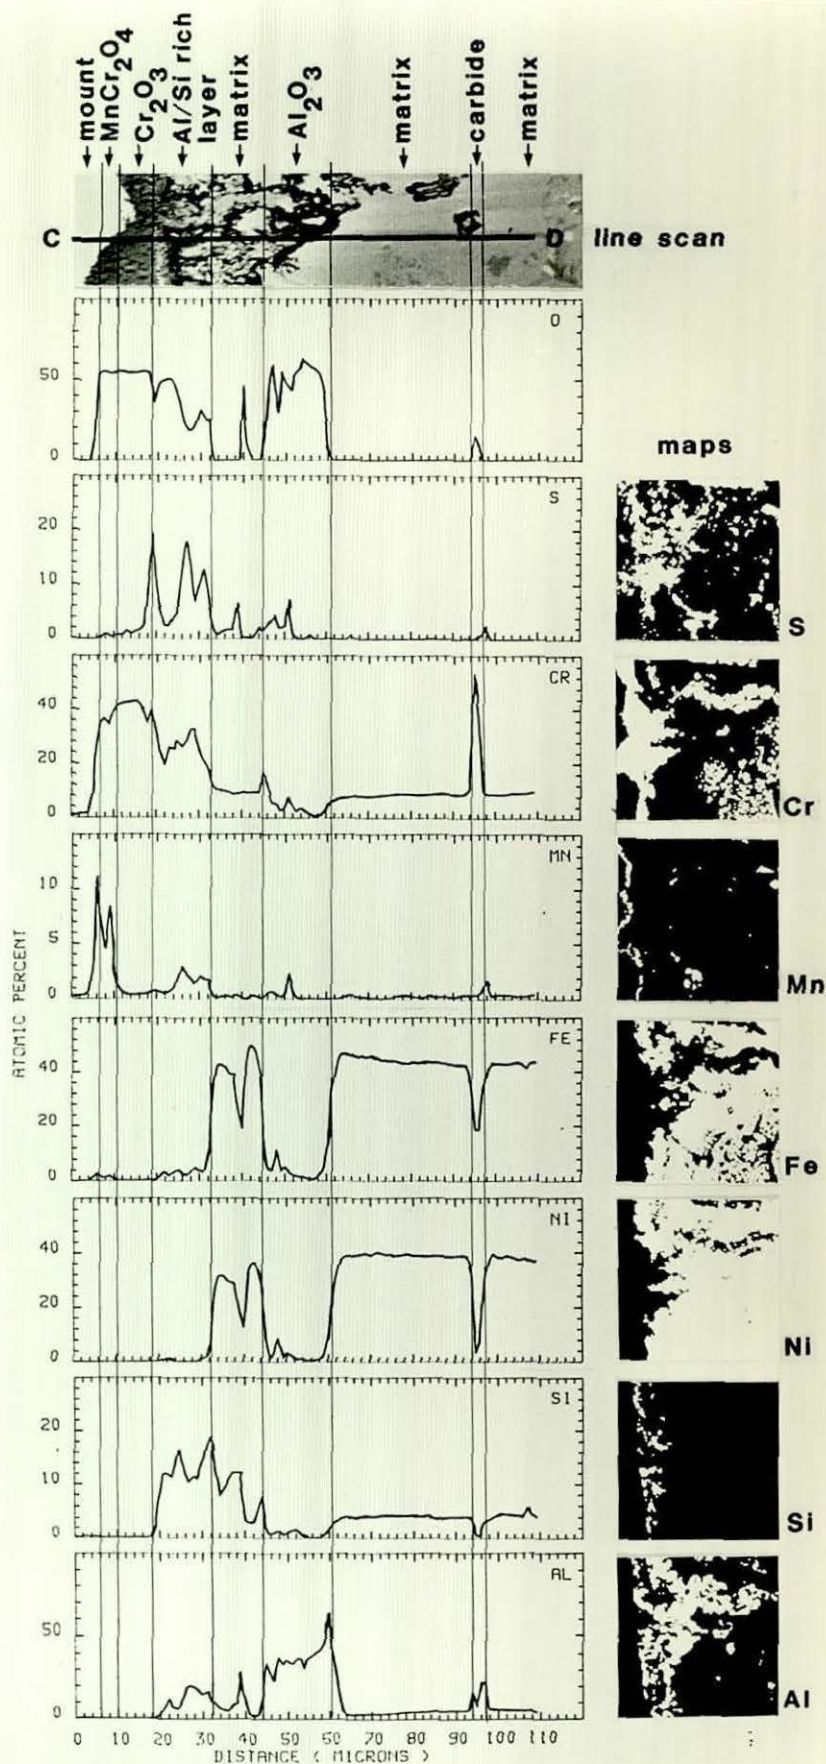 mount
MnCr2O4
Cr2O3
Al/Si rich
layer
matrix
Al2O3
matrix
carbide
matrix
C
D
line scan
O
50
0
maps
S
20
10
0
S
CR
40
20
0
Cr
MN
10
5
0
Mn
ATOMIC PERCENT
FE
40
20
0
Fe
NI
40
20
0
Ni
SI
20
10
0
Si
AL
50
0
Al
0 10 20 30 40 50 60 70 80 90 100 110
DISTANCE ( MICRONS )